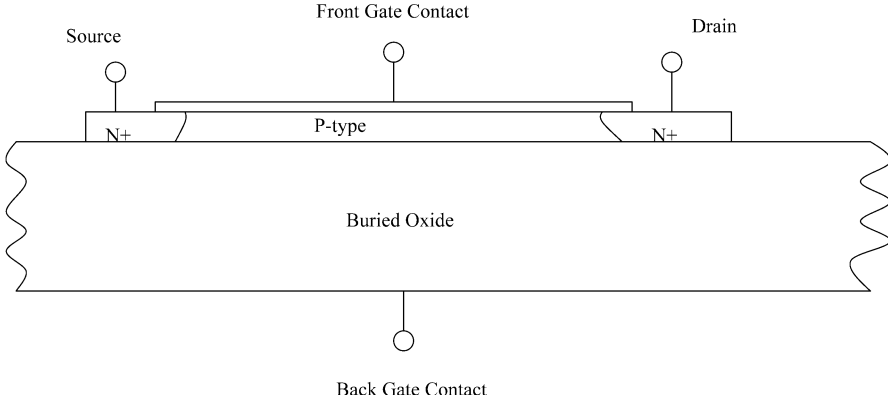 Front Gate Contact
Source
Drain
N+
P-type
N+
Buried Oxide
Back Gate Contact